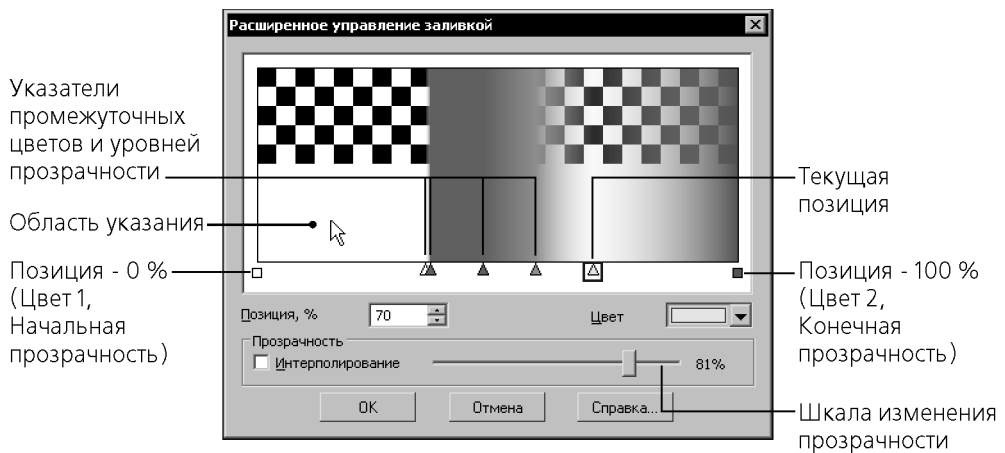 Расширенное управление заливкой
Указатели
промежуточных
цветов и уровней
прозрачности
Область указания
Позиция - 0 %
(Цвет 1,
Начальная
прозрачность)
Текущая
позиция
Позиция - 100 %
(Цвет 2,
Конечная
прозрачность)
Шкала изменения
прозрачности
Позиция, % 70 Цвет
Прозрачность
Интерполирование 81%
OK Отмена Справка...